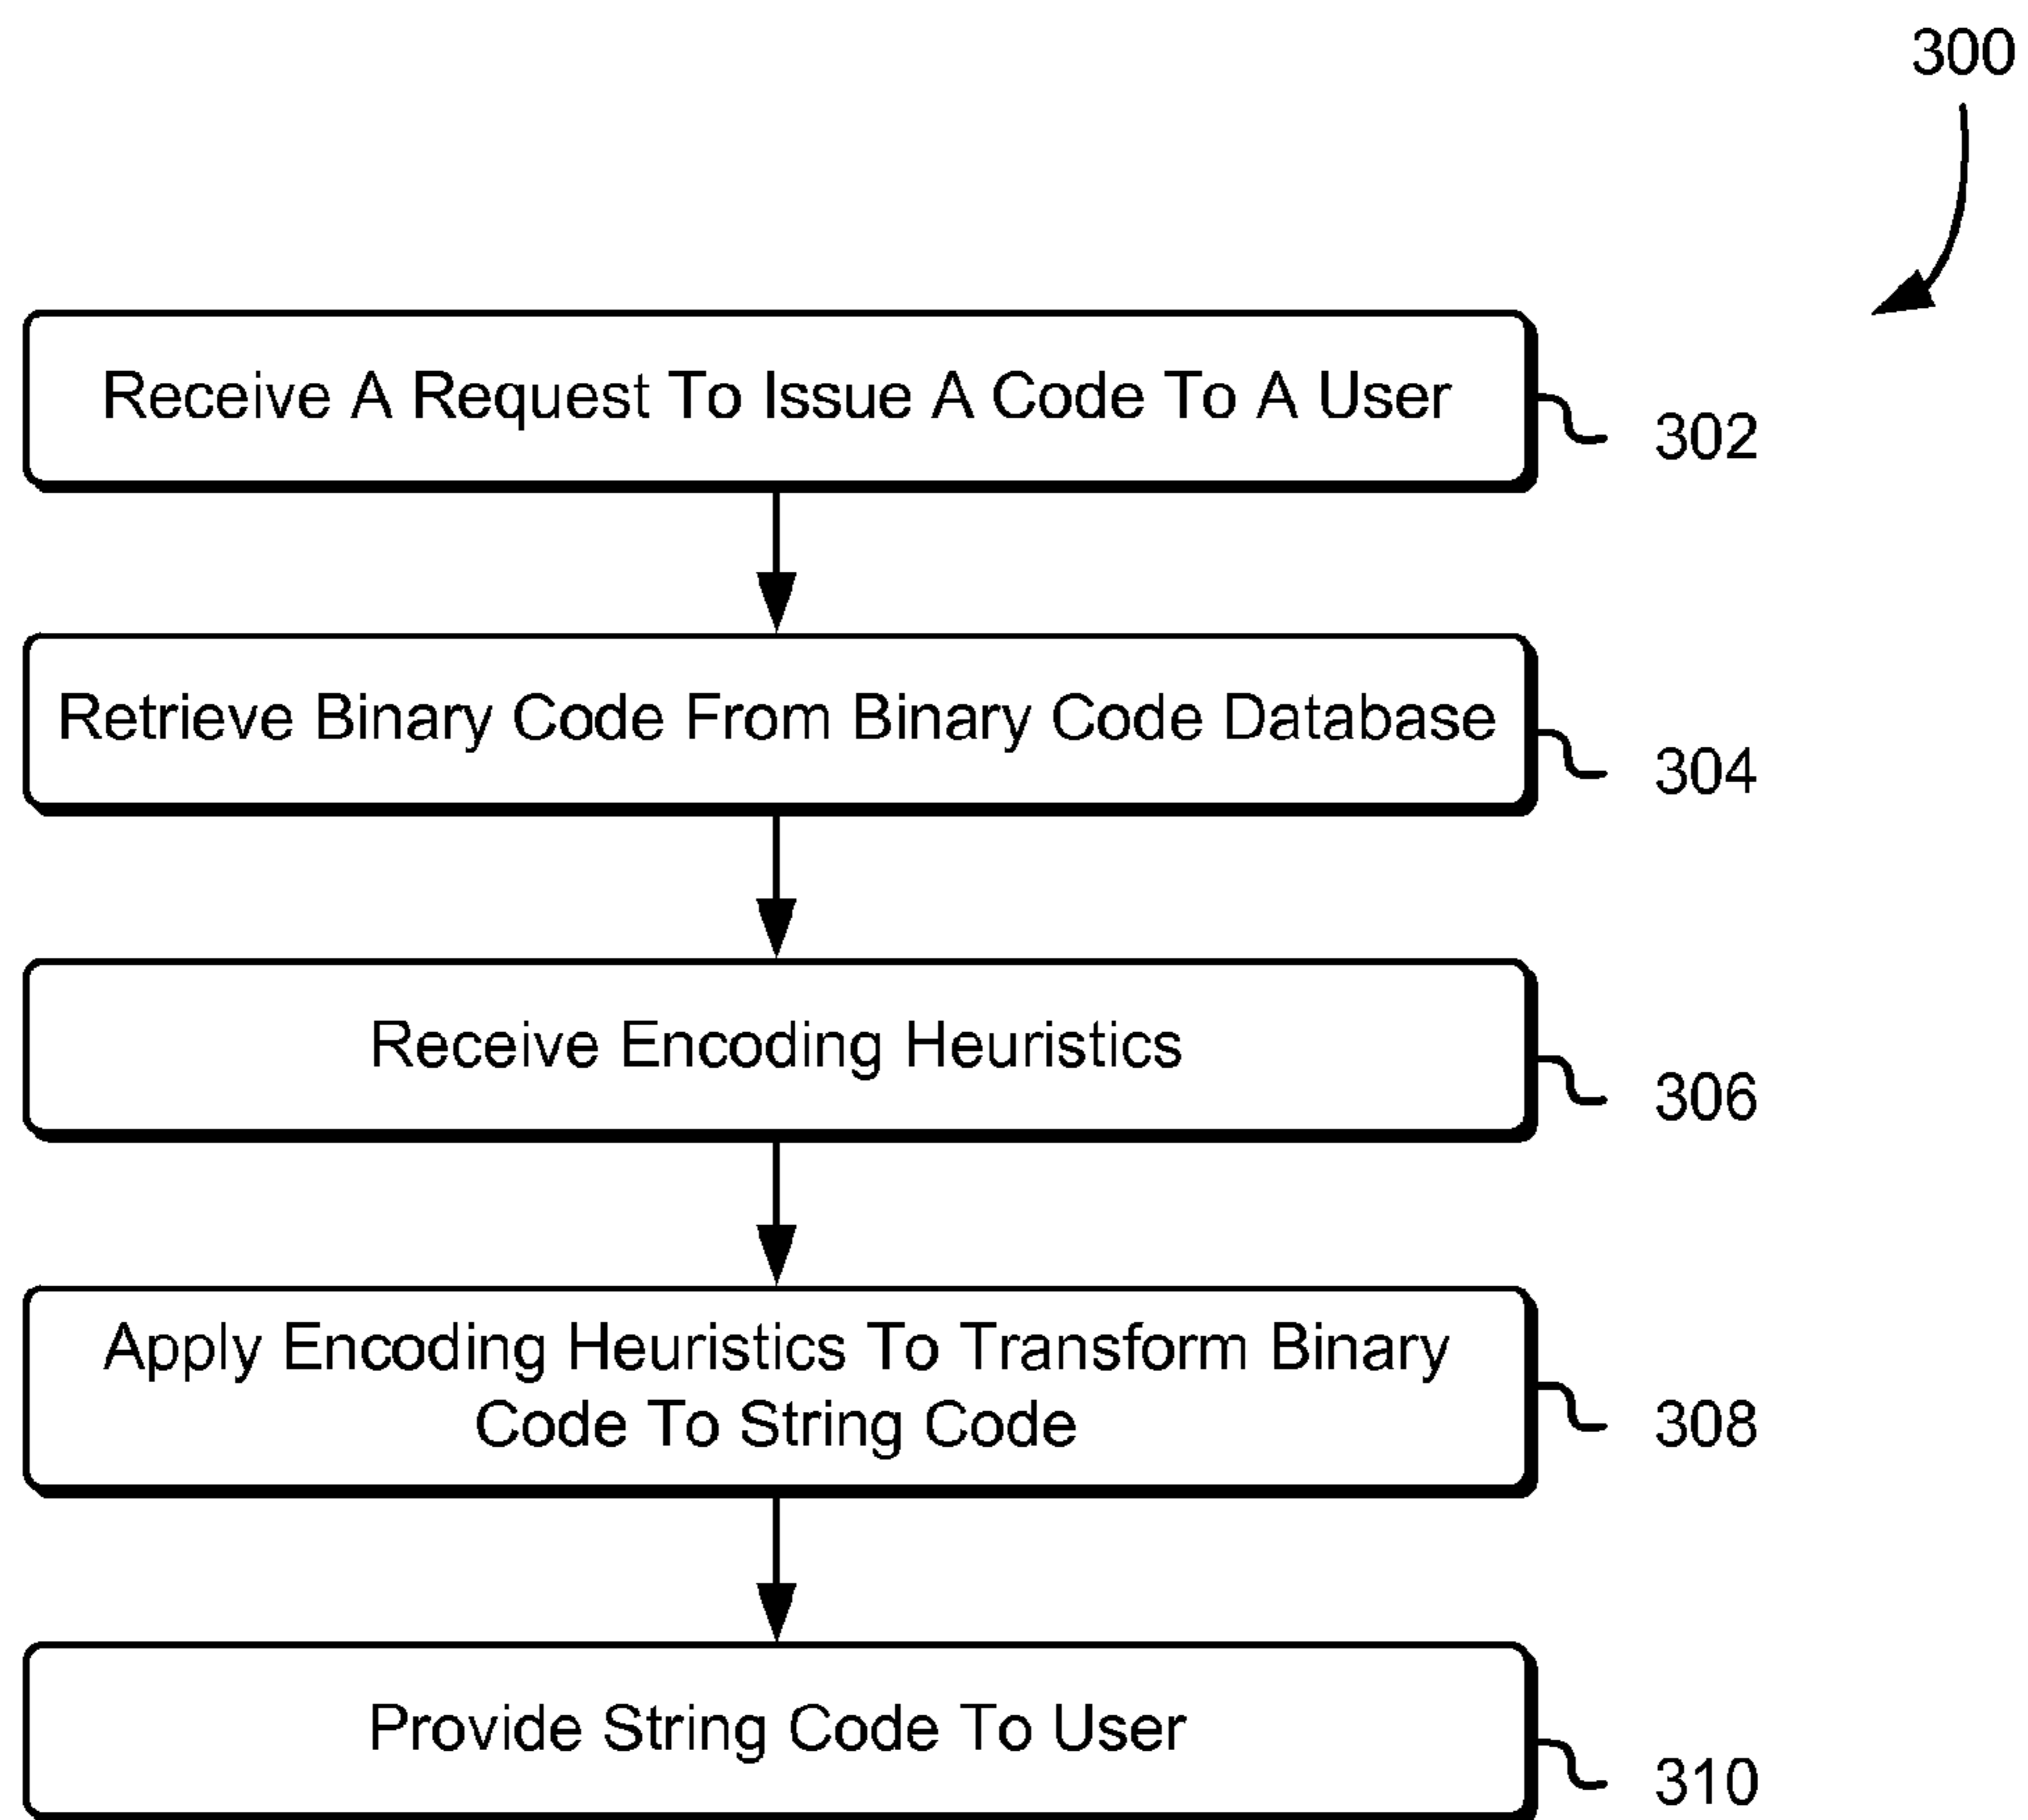 300
Receive A Request To Issue A Code To A User
302
Retrieve Binary Code From Binary Code Database
304
Receive Encoding Heuristics
306
Apply Encoding Heuristics To Transform Binary
Code To String Code
308
Provide String Code To User
310